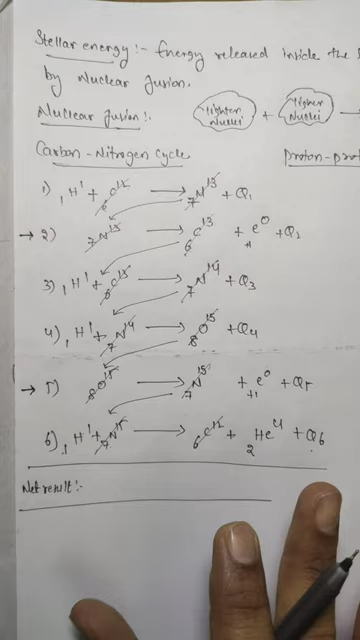 Stellar energy :- Energy released inside the
by Nuclear fusion.
Nuclear fusion :- Lighter Nuclei + Lighter Nuclei
Carbon - Nitrogen Cycle Proton - prot
1) ₁H¹ + ₆C¹² → ₇N¹³ + Q₁
→ 2) ₇N¹³ → ₆C¹³ + ₊₁e⁰ + Q₂
3) ₁H¹ + ₆C¹³ → ₇N¹⁴ + Q₃
4) ₁H¹ + ₇N¹⁴ → ₈O¹⁵ + Q₄
→ 5) ₈O¹⁵ → ₇N¹⁵ + ₊₁e⁰ + Q₅
6) ₁H¹ + ₇N¹⁵ → ₆C¹² + ₂He⁴ + Q₆
Net result :-